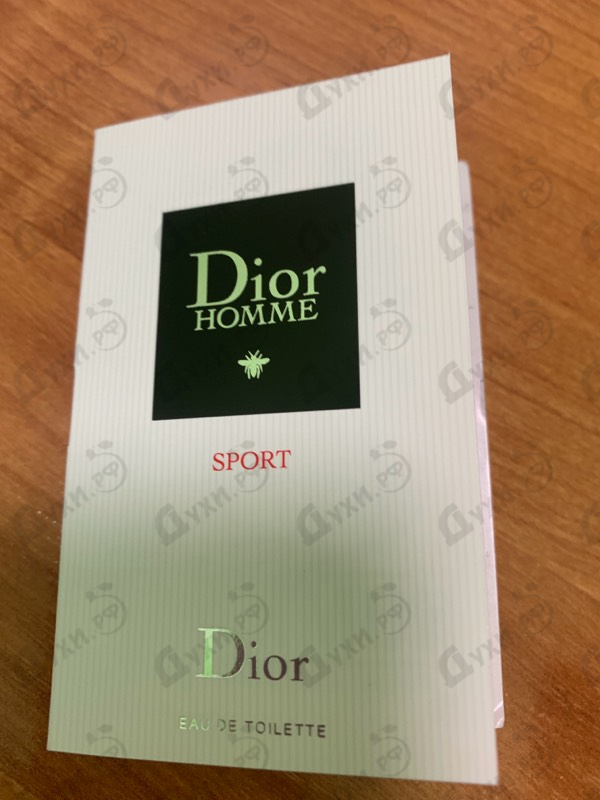 Dior
HOMME
SPORT
Dior
EAU DE TOILETTE
Духи.рф